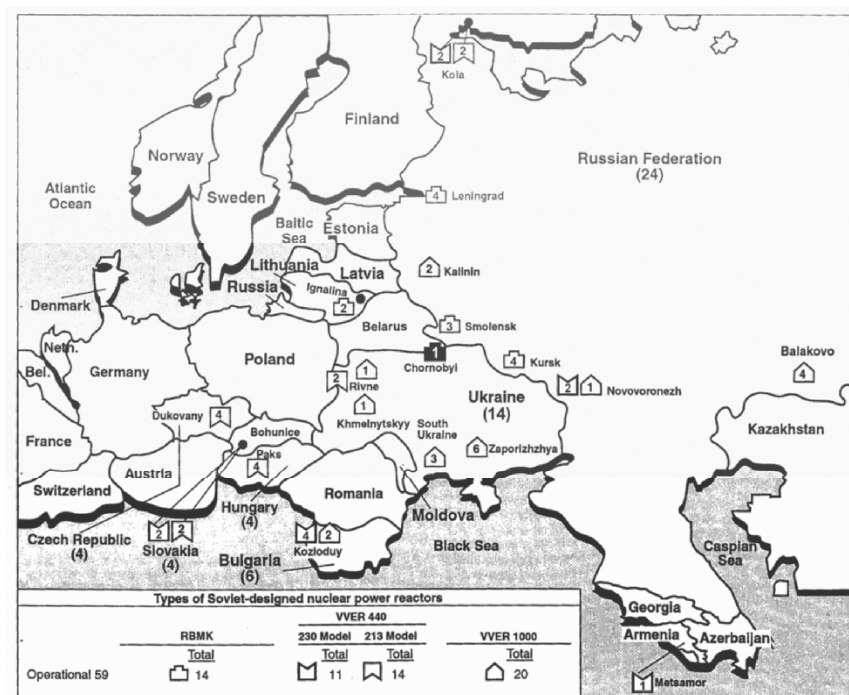 2
2
Kola
Finland
Norway
Russian Federation
(24)
Atlantic
Ocean
Sweden
4
Leningrad
Baltic
Sea
Estonia
Lithuania
Latvia
2
Kalinin
Russia
Ignalina
2
Denmark
Belarus
3
Smolensk
Neth.
Poland
1
Chornobyl
4
Kursk
Balakovo
4
Bel.
Germany
2
1
Rivne
Ukraine
(14)
2
1
Novovoronezh
1
Khmelnytskyy
Dukovany
4
Bohunice
South
Ukraine
3
6
Zaporizhzhya
Kazakhstan
France
Paks
4
Austria
Switzerland
Romania
Hungary
(4)
Moldova
Czech Republic
(4)
2
2
Slovakia
(4)
4
2
Kozloduy
Bulgaria
(6)
Black Sea
Caspian
Sea
Georgia
Armenia
Azerbaijan
1
Metsamor
Types of Soviet-designed nuclear power reactors
VVER 440
RBMK
230 Model
213 Model
VVER 1000
Total
Total
Total
Total
Operational 59
14
11
14
20